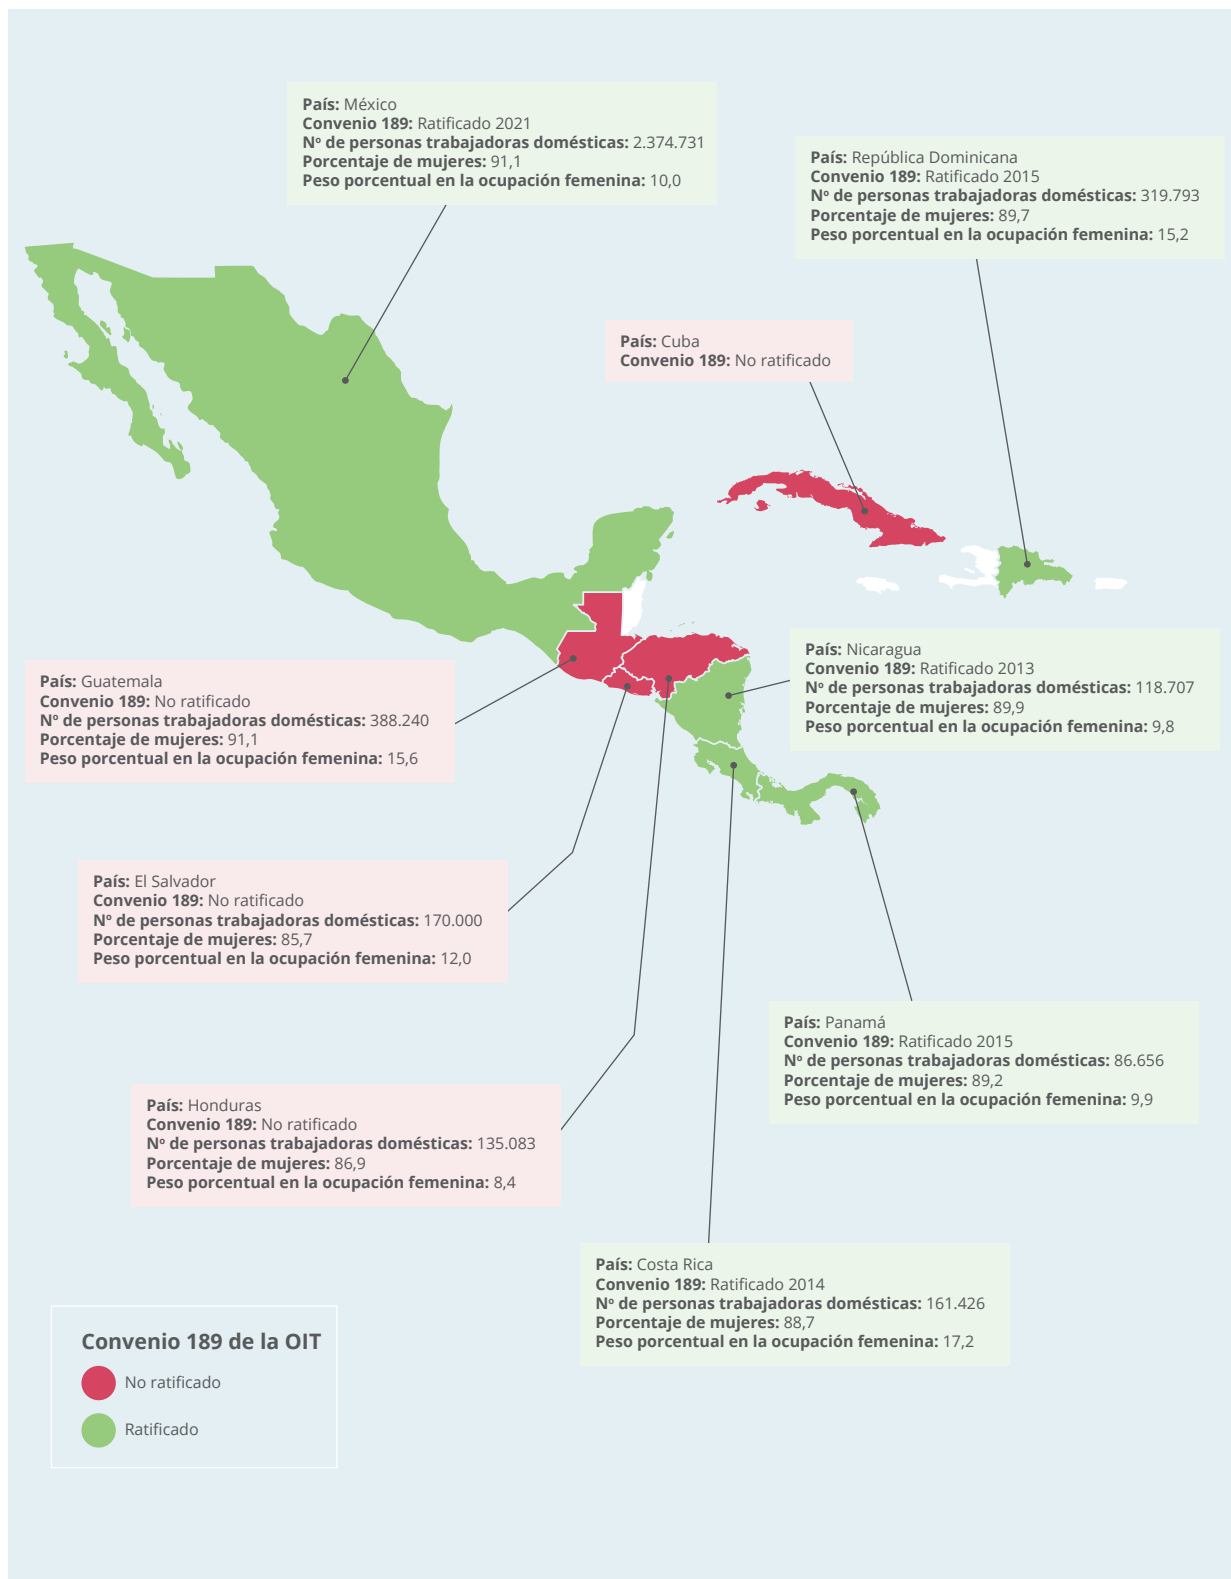 País: México
Convenio 189: Ratificado 2021
Nº de personas trabajadoras domésticas: 2.374.731
Porcentaje de mujeres: 91,1
Peso porcentual en la ocupación femenina: 10,0
País: República Dominicana
Convenio 189: Ratificado 2015
Nº de personas trabajadoras domésticas: 319.793
Porcentaje de mujeres: 89,7
Peso porcentual en la ocupación femenina: 15,2
País: Cuba
Convenio 189: No ratificado
País: Nicaragua
Convenio 189: Ratificado 2013
Nº de personas trabajadoras domésticas: 118.707
Porcentaje de mujeres: 89,9
Peso porcentual en la ocupación femenina: 9,8
País: Guatemala
Convenio 189: No ratificado
Nº de personas trabajadoras domésticas: 388.240
Porcentaje de mujeres: 91,1
Peso porcentual en la ocupación femenina: 15,6
País: El Salvador
Convenio 189: No ratificado
Nº de personas trabajadoras domésticas: 170.000
Porcentaje de mujeres: 85,7
Peso porcentual en la ocupación femenina: 12,0
País: Panamá
Convenio 189: Ratificado 2015
Nº de personas trabajadoras domésticas: 86.656
Porcentaje de mujeres: 89,2
Peso porcentual en la ocupación femenina: 9,9
País: Honduras
Convenio 189: No ratificado
Nº de personas trabajadoras domésticas: 135.083
Porcentaje de mujeres: 86,9
Peso porcentual en la ocupación femenina: 8,4
País: Costa Rica
Convenio 189: Ratificado 2014
Nº de personas trabajadoras domésticas: 161.426
Porcentaje de mujeres: 88,7
Peso porcentual en la ocupación femenina: 17,2
Convenio 189 de la OIT
No ratificado
Ratificado